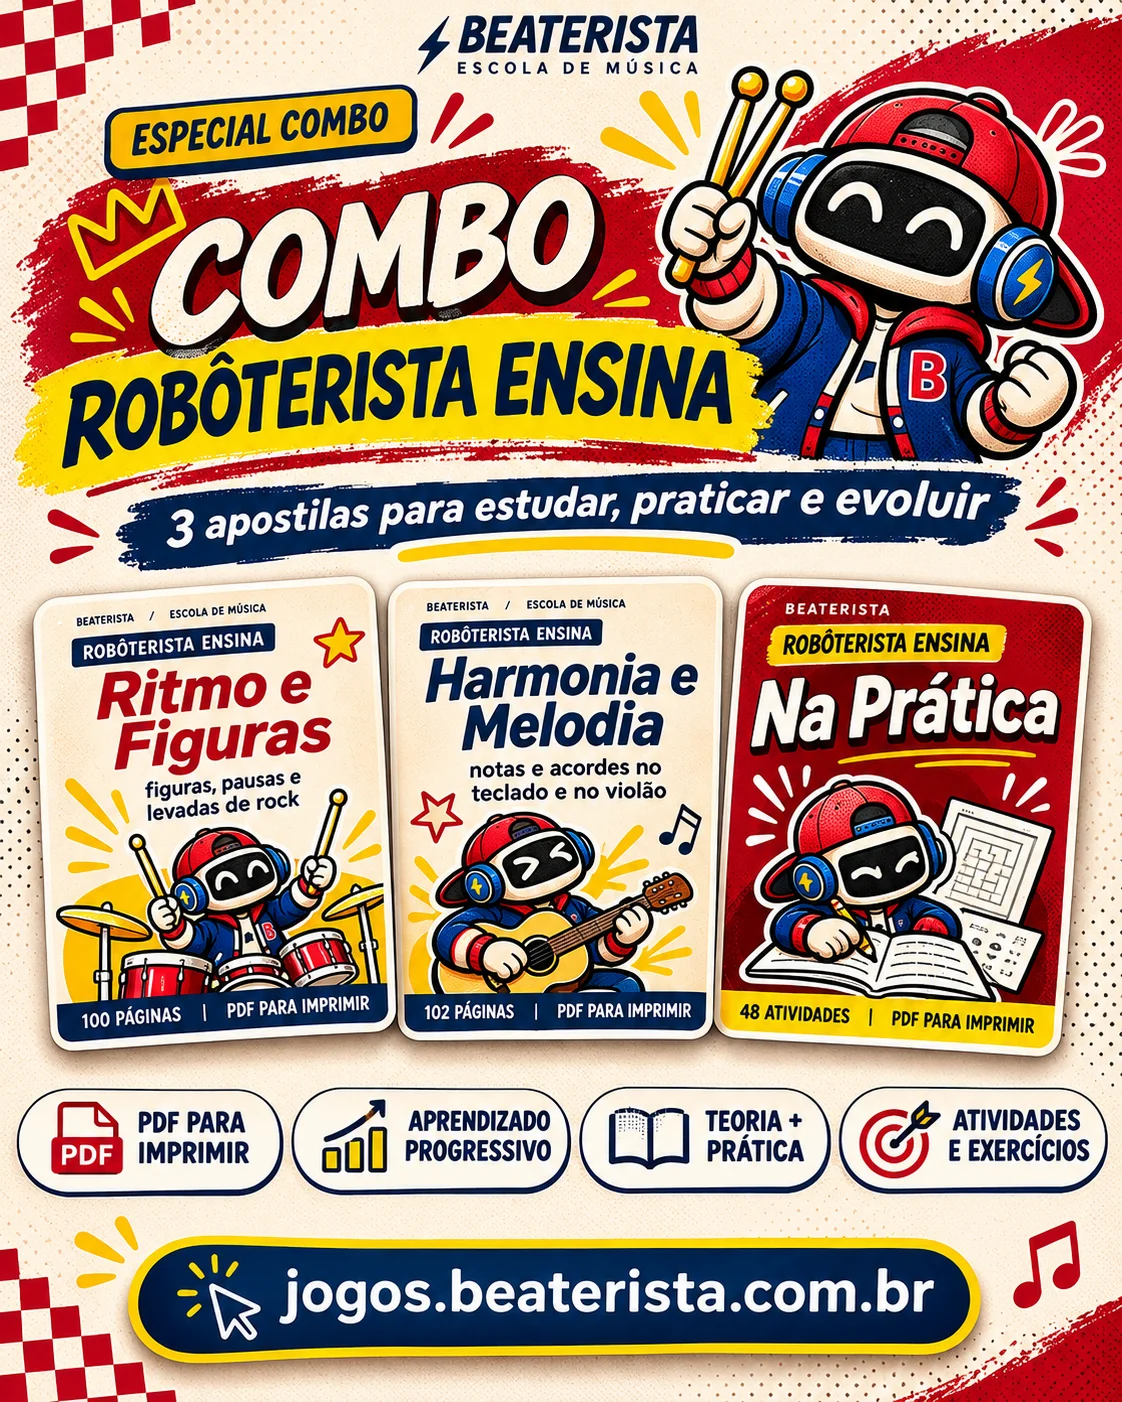 BEATERISTA
ESCOLA DE MÚSICA
ESPECIAL COMBO
COMBO
ROBÔTERISTA ENSINA
3 apostilas para estudar, praticar e evoluir
B
BEATERISTA / ESCOLA DE MÚSICA
ROBÔTERISTA ENSINA
Ritmo e
Figuras
figuras, pausas e
levadas de rock
B
100 PÁGINAS | PDF PARA IMPRIMIR
BEATERISTA / ESCOLA DE MÚSICA
ROBÔTERISTA ENSINA
Harmonia e
Melodia
notas e acordes no
teclado e no violão
102 PÁGINAS | PDF PARA IMPRIMIR
BEATERISTA
ROBÔTERISTA ENSINA
Na Prática
48 ATIVIDADES | PDF PARA IMPRIMIR
PDF
PDF PARA
IMPRIMIR
APRENDIZADO
PROGRESSIVO
TEORIA +
PRÁTICA
ATIVIDADES
E EXERCÍCIOS
jogos.beaterista.com.br